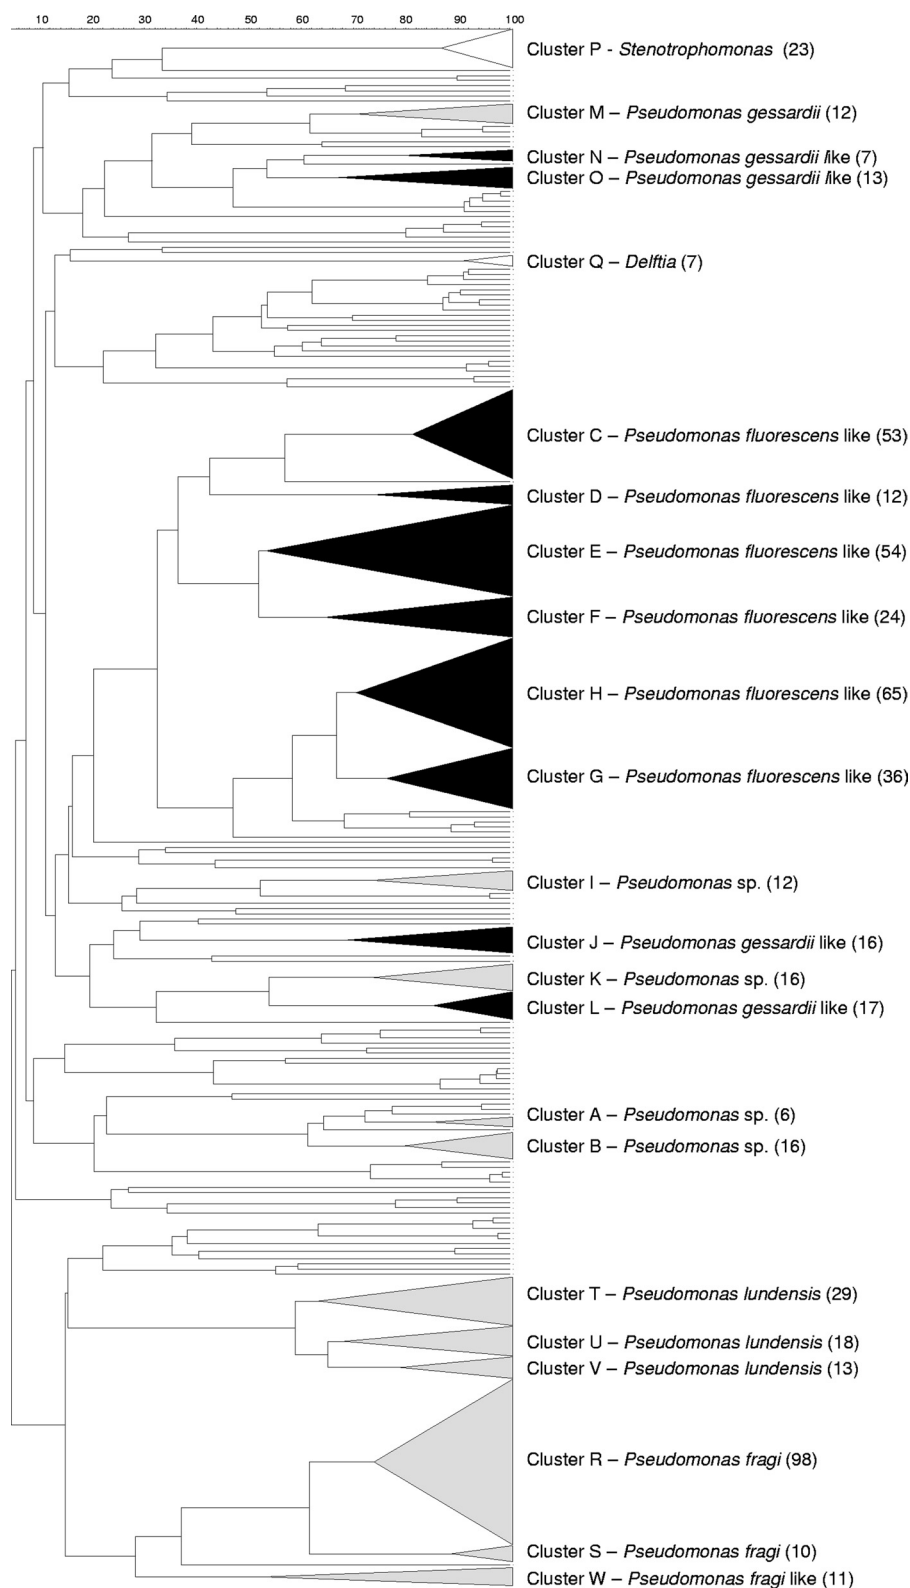 10 20 30 40 50 60 70 80 90 100
Cluster P - Stenotrophomonas (23)
Cluster M – Pseudomonas gessardii (12)
Cluster N – Pseudomonas gessardii like (7)
Cluster O – Pseudomonas gessardii like (13)
Cluster Q – Delftia (7)
Cluster C – Pseudomonas fluorescens like (53)
Cluster D – Pseudomonas fluorescens like (12)
Cluster E – Pseudomonas fluorescens like (54)
Cluster F – Pseudomonas fluorescens like (24)
Cluster H – Pseudomonas fluorescens like (65)
Cluster G – Pseudomonas fluorescens like (36)
Cluster I – Pseudomonas sp. (12)
Cluster J – Pseudomonas gessardii like (16)
Cluster K – Pseudomonas sp. (16)
Cluster L – Pseudomonas gessardii like (17)
Cluster A – Pseudomonas sp. (6)
Cluster B – Pseudomonas sp. (16)
Cluster T – Pseudomonas lundensis (29)
Cluster U – Pseudomonas lundensis (18)
Cluster V – Pseudomonas lundensis (13)
Cluster R – Pseudomonas fragi (98)
Cluster S – Pseudomonas fragi (10)
Cluster W – Pseudomonas fragi like (11)